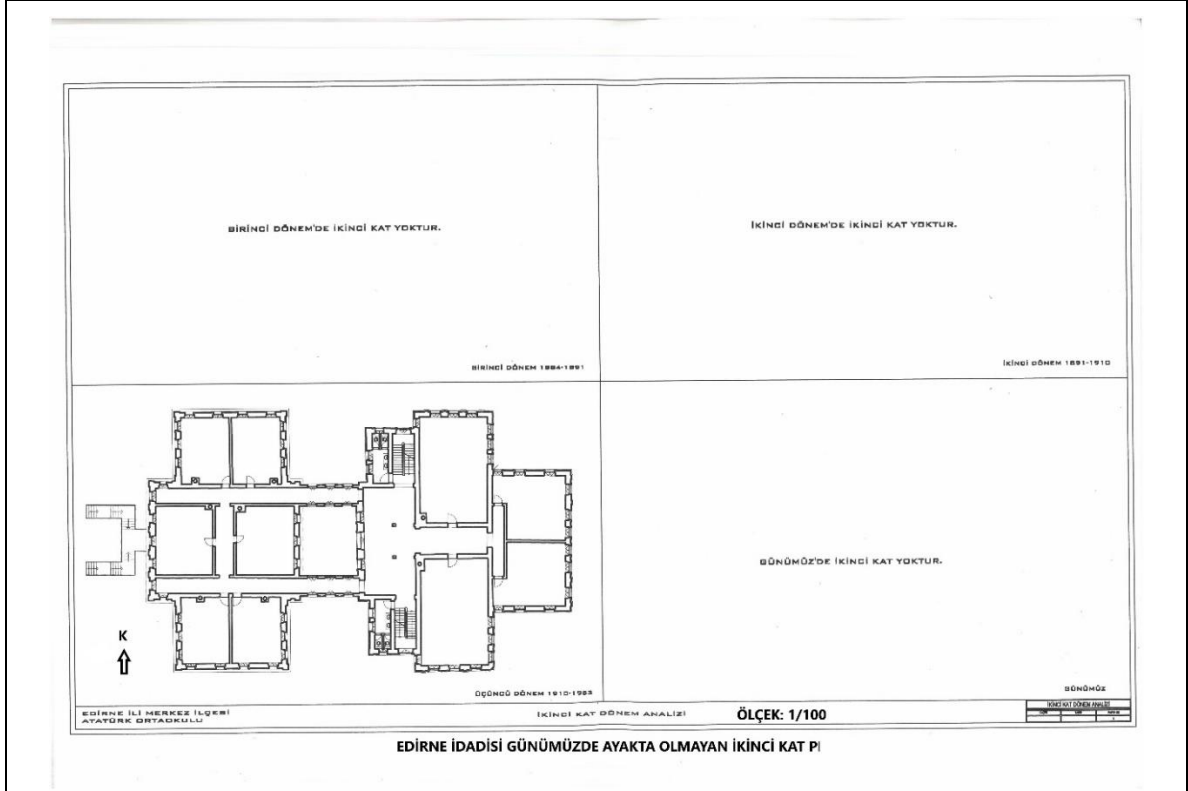 BİRİNCİ DÖNEM'DE İKİNCİ KAT YOKTUR.
İKİNCİ DÖNEM'DE İKİNCİ KAT YOKTUR.
BİRİNCİ DÖNEM 1884-1891
İKİNCİ DÖNEM 1891-1910
GÜNÜMÜZ'DE İKİNCİ KAT YOKTUR.
K
ÜÇÜNCÜ DÖNEM 1910-1983
GÜNÜMÜZ
EDİRNE İLİ MERKEZ İLÇESİ
ATATÜRK ORTAOKULU
İKİNCİ KAT DÖNEM ANALİZİ
ÖLÇEK: 1/100
İKİNCİ KAT DÖNEM ANALİZİ
EDİRNE İDADİSİ GÜNÜMÜZDE AYAKTA OLMAYAN İKİNCİ KAT